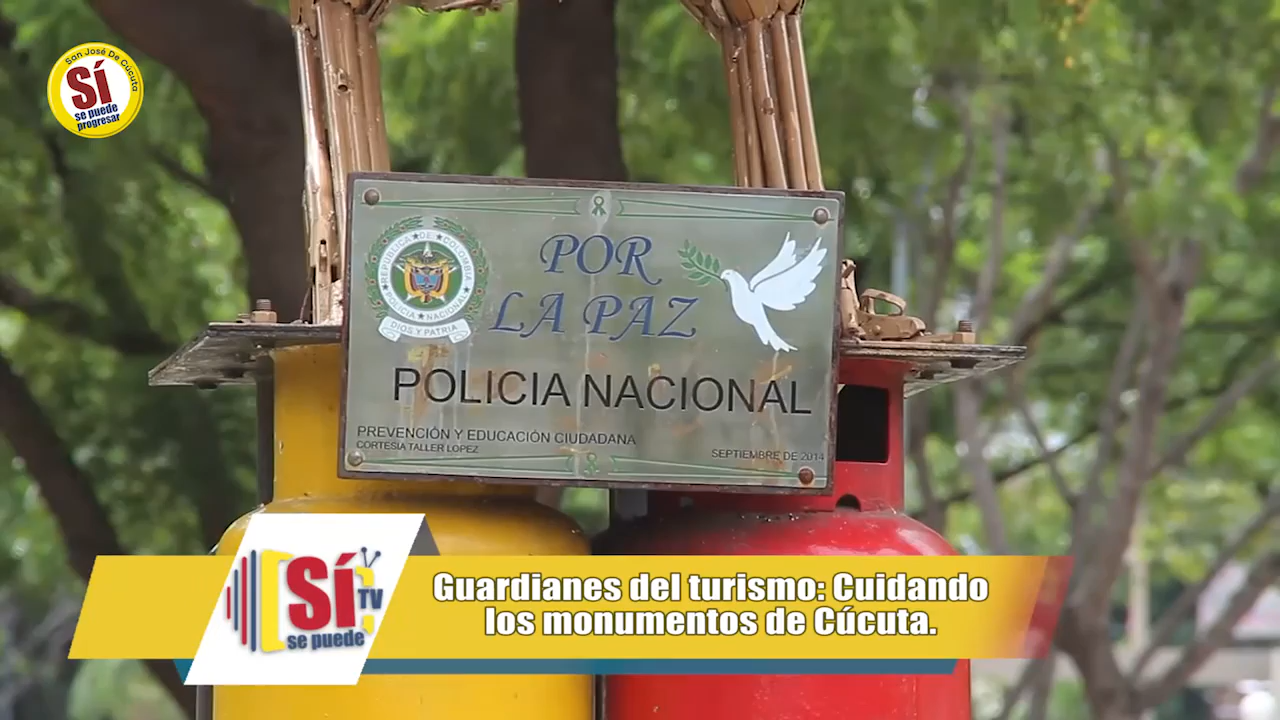 San José De Cúcuta
SÍ
se puede
progresar
REPÚBLICA DE COLOMBIA
POLICÍA NACIONAL
DIOS Y PATRIA
POR
LA PAZ
POLICIA NACIONAL
PREVENCIÓN Y EDUCACIÓN CIUDADANA
CORTESIA TALLER LOPEZ
SEPTIEMBRE DE 2014
SÍ
TV
se puede
Guardianes del turismo: Cuidando
los monumentos de Cúcuta.